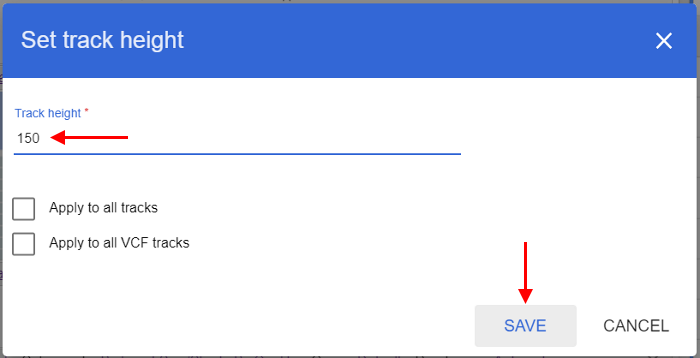 Set track height
Track height *
150
Apply to all tracks
Apply to all VCF tracks
SAVE
CANCEL